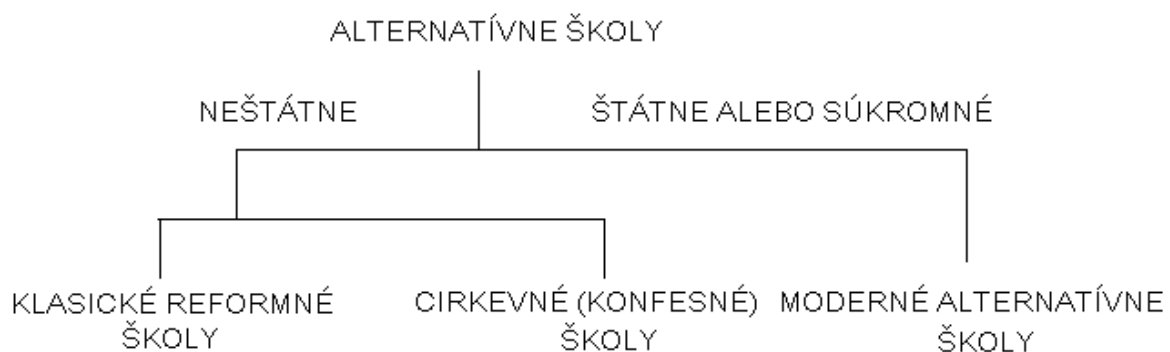 ALTERNATÍVNE ŠKOLY
NEŠTÁTNE
ŠTÁTNE ALEBO SÚKROMNÉ
KLASICKÉ REFORMNÉ
ŠKOLY
CIRKEVNÉ (KONFESNÉ)
ŠKOLY
MODERNÉ ALTERNATÍVNE
ŠKOLY